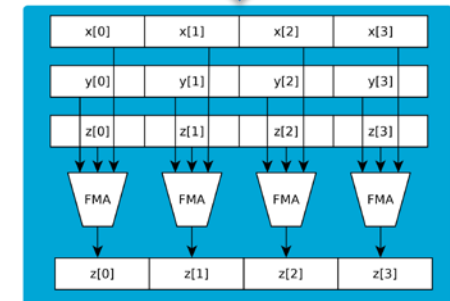 x[0] x[1] x[2] x[3]
y[0] y[1] y[2] y[3]
z[0] z[1] z[2] z[3]
FMA FMA FMA FMA
z[0] z[1] z[2] z[3]